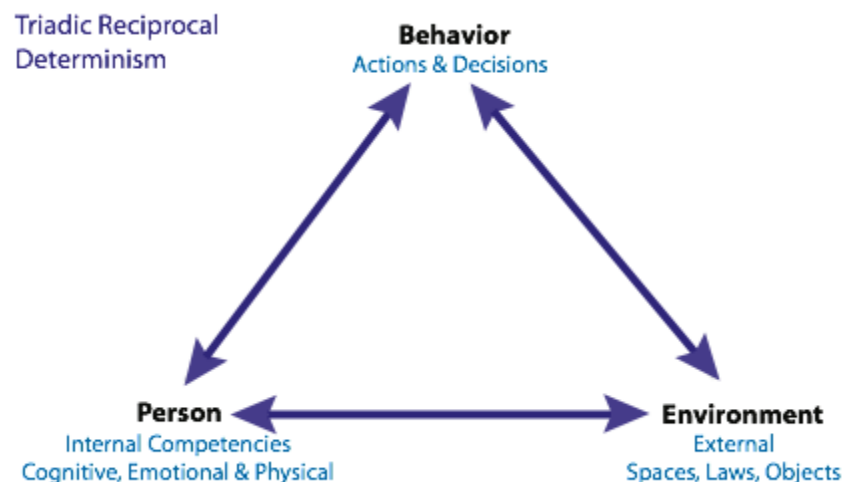 Triadic Reciprocal
Determinism
Behavior
Actions & Decisions
Person
Internal Competencies
Cognitive, Emotional & Physical
Environment
External
Spaces, Laws, Objects